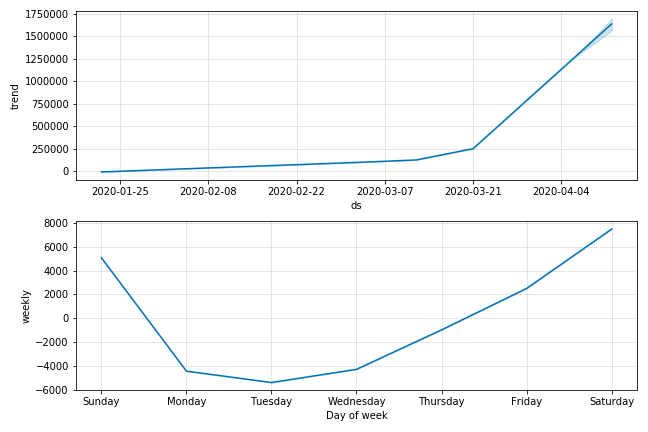 1750000
1500000
1250000
1000000
750000
500000
250000
0
trend
2020-01-25 2020-02-08 2020-02-22 2020-03-07 2020-03-21 2020-04-04
ds
8000
6000
4000
2000
0
−2000
−4000
−6000
weekly
Sunday Monday Tuesday Wednesday Thursday Friday Saturday
Day of week